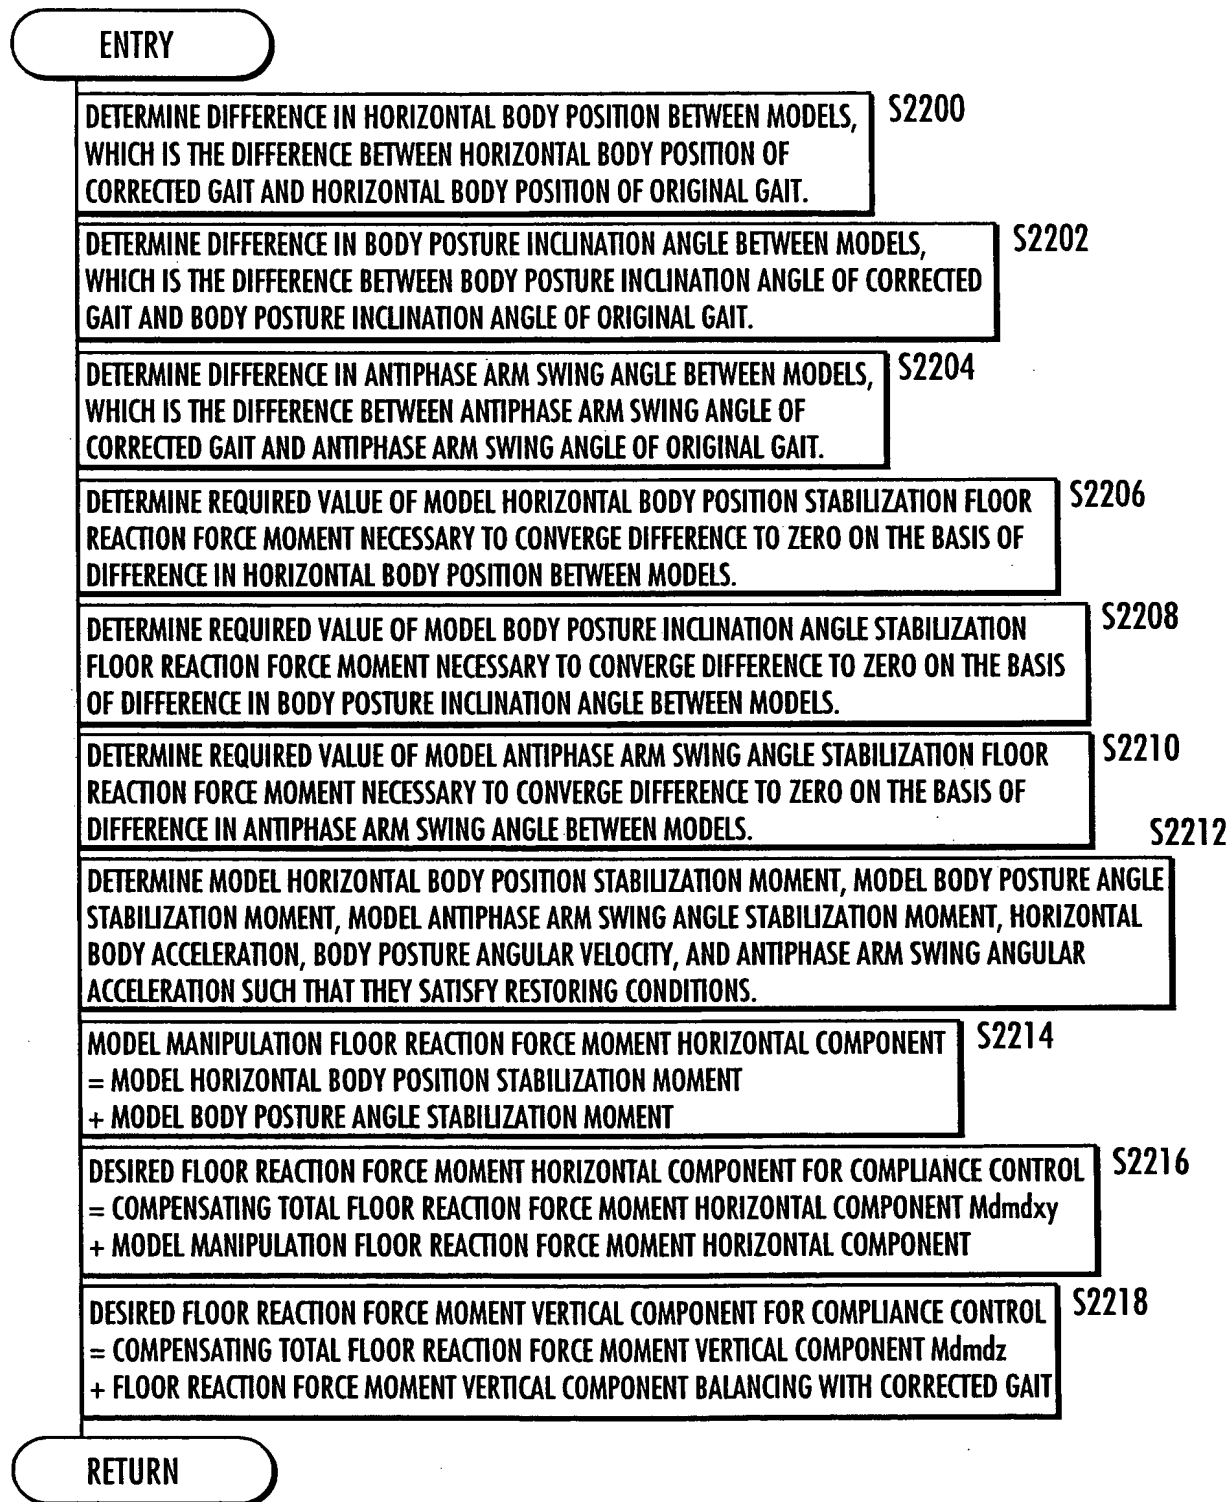 ENTRY
DETERMINE DIFFERENCE IN HORIZONTAL BODY POSITION BETWEEN MODELS, S2200
WHICH IS THE DIFFERENCE BETWEEN HORIZONTAL BODY POSITION OF
CORRECTED GAIT AND HORIZONTAL BODY POSITION OF ORIGINAL GAIT.
DETERMINE DIFFERENCE IN BODY POSTURE INCLINATION ANGLE BETWEEN MODELS, S2202
WHICH IS THE DIFFERENCE BETWEEN BODY POSTURE INCLINATION ANGLE OF CORRECTED
GAIT AND BODY POSTURE INCLINATION ANGLE OF ORIGINAL GAIT.
DETERMINE DIFFERENCE IN ANTIPHASE ARM SWING ANGLE BETWEEN MODELS, S2204
WHICH IS THE DIFFERENCE BETWEEN ANTIPHASE ARM SWING ANGLE OF
CORRECTED GAIT AND ANTIPHASE ARM SWING ANGLE OF ORIGINAL GAIT.
DETERMINE REQUIRED VALUE OF MODEL HORIZONTAL BODY POSITION STABILIZATION FLOOR S2206
REACTION FORCE MOMENT NECESSARY TO CONVERGE DIFFERENCE TO ZERO ON THE BASIS OF
DIFFERENCE IN HORIZONTAL BODY POSITION BETWEEN MODELS.
DETERMINE REQUIRED VALUE OF MODEL BODY POSTURE INCLINATION ANGLE STABILIZATION S2208
FLOOR REACTION FORCE MOMENT NECESSARY TO CONVERGE DIFFERENCE TO ZERO ON THE BASIS
OF DIFFERENCE IN BODY POSTURE INCLINATION ANGLE BETWEEN MODELS.
DETERMINE REQUIRED VALUE OF MODEL ANTIPHASE ARM SWING ANGLE STABILIZATION FLOOR S2210
REACTION FORCE MOMENT NECESSARY TO CONVERGE DIFFERENCE TO ZERO ON THE BASIS OF
DIFFERENCE IN ANTIPHASE ARM SWING ANGLE BETWEEN MODELS.
S2212
DETERMINE MODEL HORIZONTAL BODY POSITION STABILIZATION MOMENT, MODEL BODY POSTURE ANGLE
STABILIZATION MOMENT, MODEL ANTIPHASE ARM SWING ANGLE STABILIZATION MOMENT, HORIZONTAL
BODY ACCELERATION, BODY POSTURE ANGULAR VELOCITY, AND ANTIPHASE ARM SWING ANGULAR
ACCELERATION SUCH THAT THEY SATISFY RESTORING CONDITIONS.
MODEL MANIPULATION FLOOR REACTION FORCE MOMENT HORIZONTAL COMPONENT S2214
= MODEL HORIZONTAL BODY POSITION STABILIZATION MOMENT
+ MODEL BODY POSTURE ANGLE STABILIZATION MOMENT
DESIRED FLOOR REACTION FORCE MOMENT HORIZONTAL COMPONENT FOR COMPLIANCE CONTROL S2216
= COMPENSATING TOTAL FLOOR REACTION FORCE MOMENT HORIZONTAL COMPONENT Mdmdxy
+ MODEL MANIPULATION FLOOR REACTION FORCE MOMENT HORIZONTAL COMPONENT
DESIRED FLOOR REACTION FORCE MOMENT VERTICAL COMPONENT FOR COMPLIANCE CONTROL S2218
= COMPENSATING TOTAL FLOOR REACTION FORCE MOMENT VERTICAL COMPONENT Mdmdz
+ FLOOR REACTION FORCE MOMENT VERTICAL COMPONENT BALANCING WITH CORRECTED GAIT
RETURN